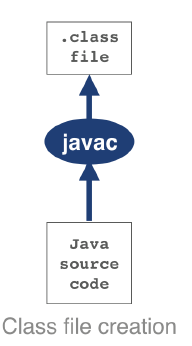 .class
file
javac
Java
source
code
Class file creation